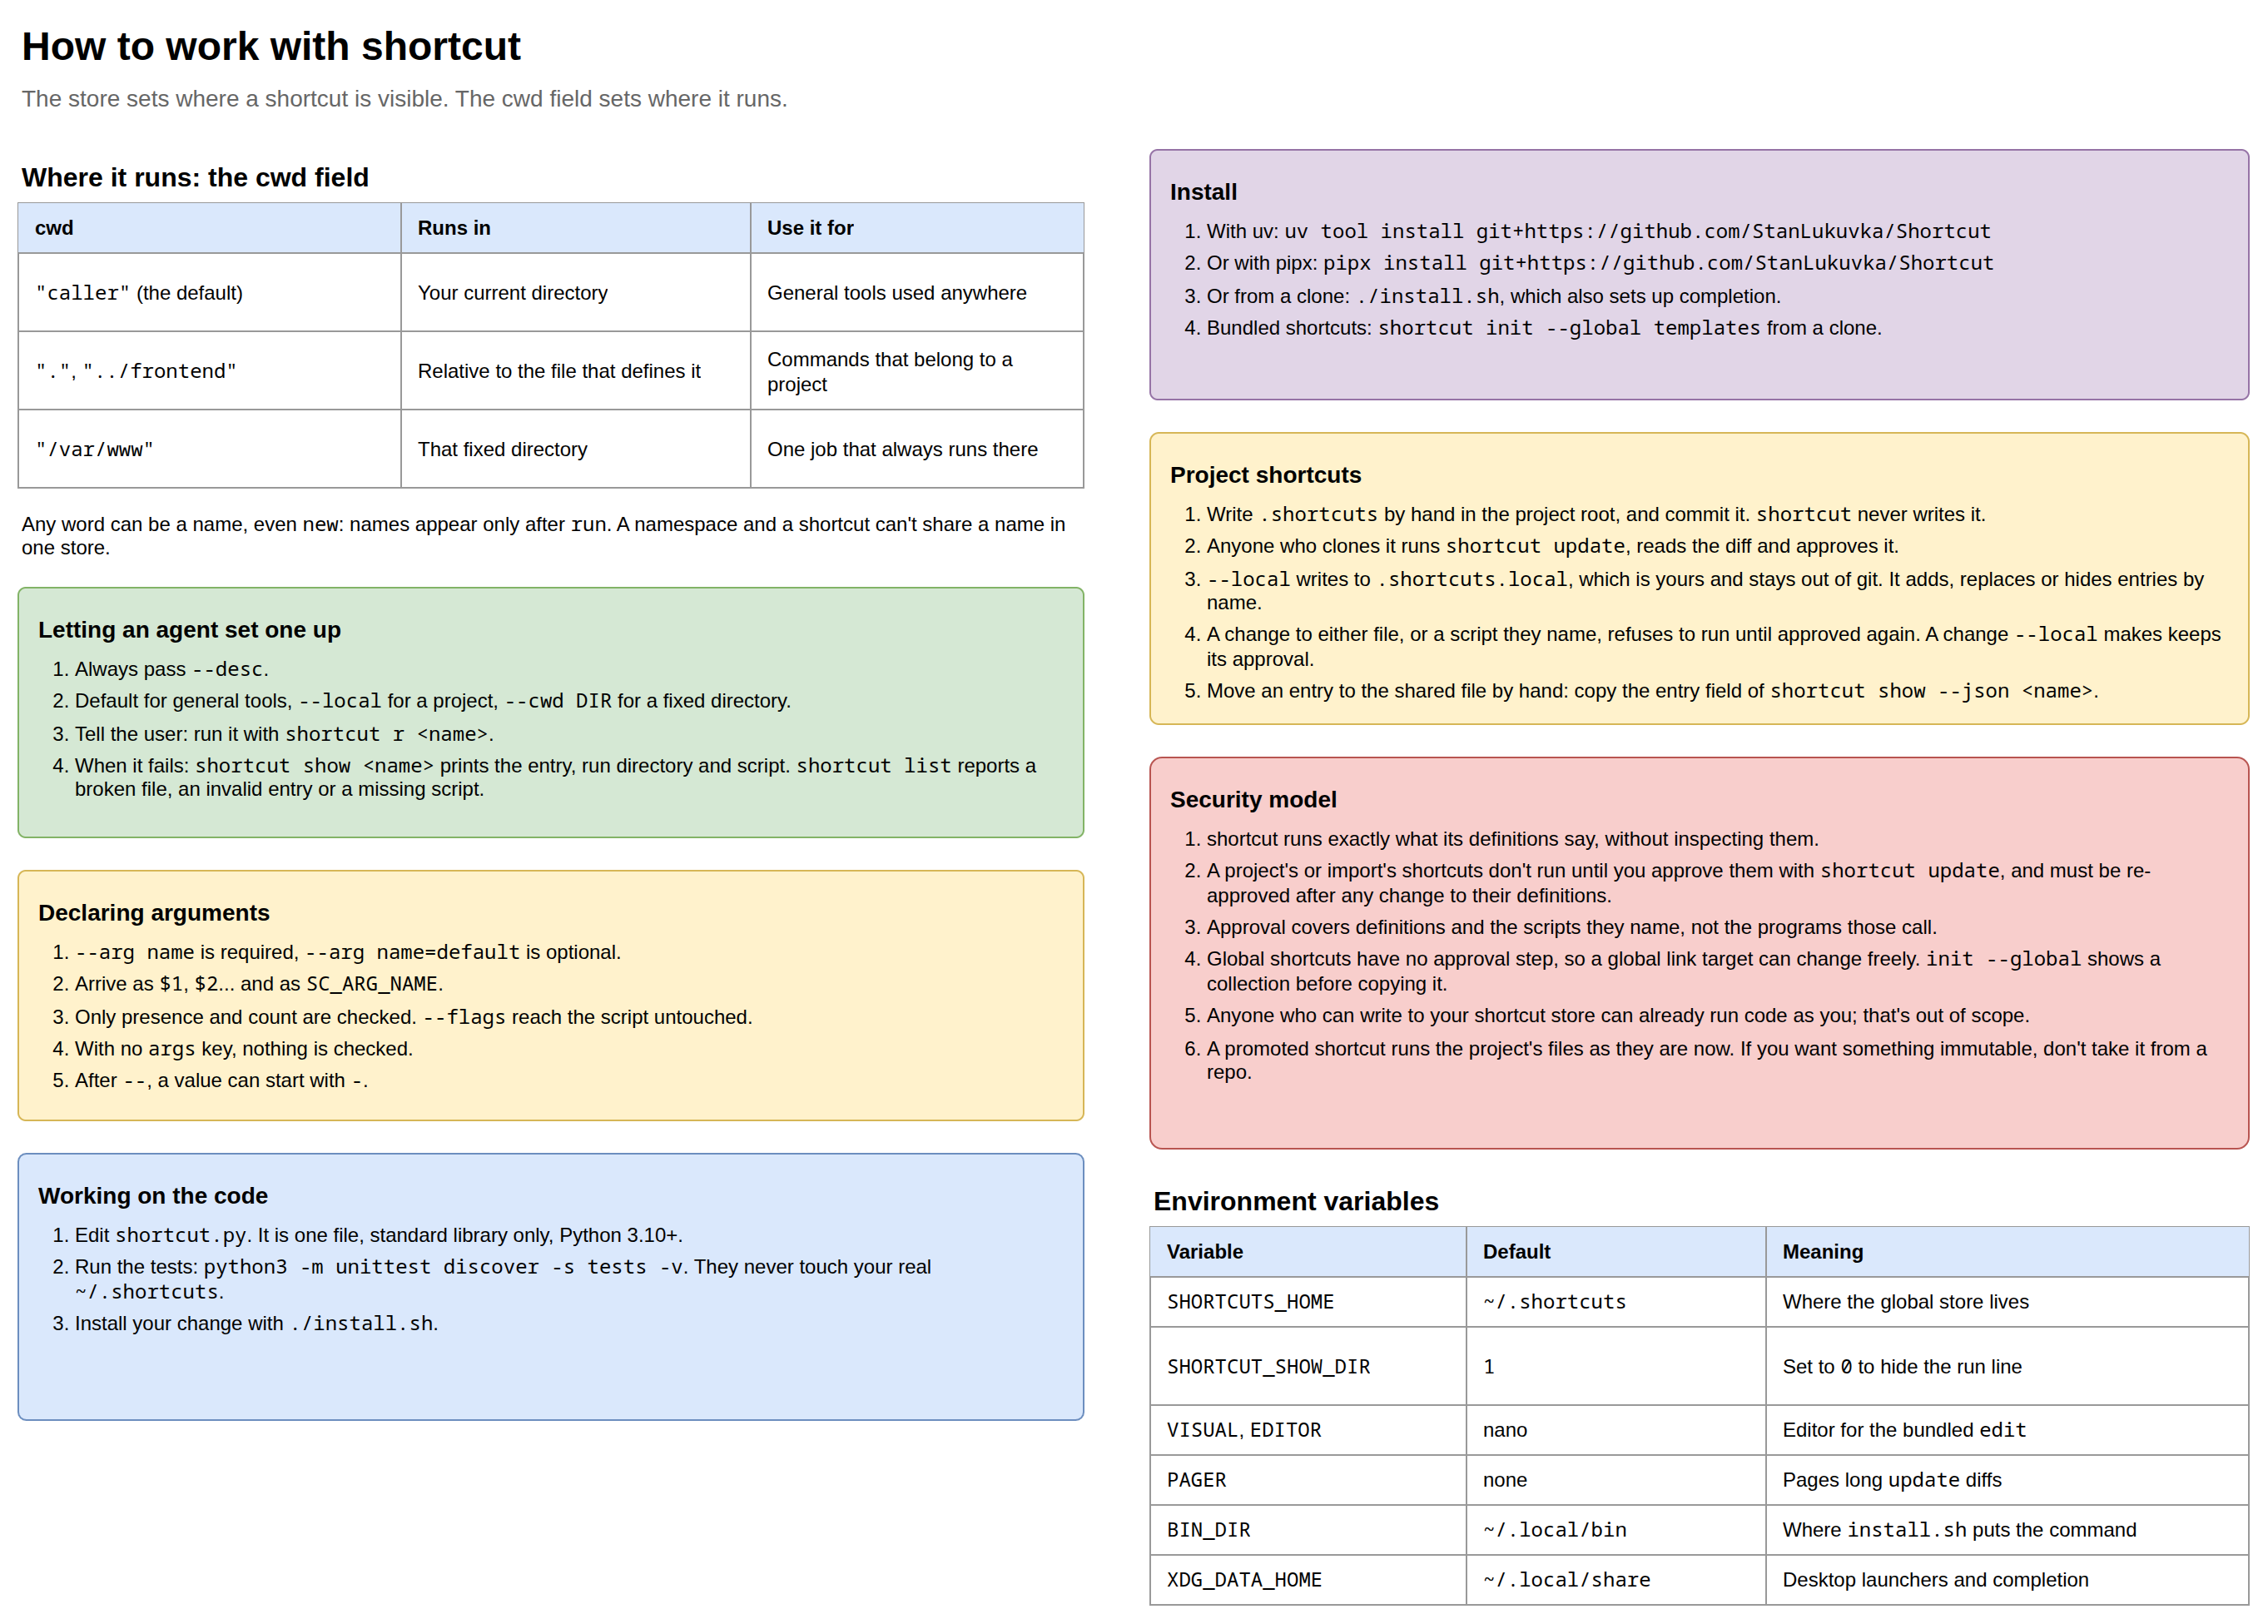 How to work with shortcut
The store sets where a shortcut is visible. The cwd field sets where it runs.
Where it runs: the cwd field
cwd Runs in Use it for
"caller" (the default) Your current directory General tools used anywhere
".", "../frontend" Relative to the file that defines it Commands that belong to a
project
"/var/www" That fixed directory One job that always runs there
Any word can be a name, even new: names appear only after run. A namespace and a shortcut can't share a name in
one store.
Letting an agent set one up
1. Always pass --desc.
2. Default for general tools, --local for a project, --cwd DIR for a fixed directory.
3. Tell the user: run it with shortcut r <name>.
4. When it fails: shortcut show <name> prints the entry, run directory and script. shortcut list reports a
broken file, an invalid entry or a missing script.
Declaring arguments
1. --arg name is required, --arg name=default is optional.
2. Arrive as $1, $2... and as SC_ARG_NAME.
3. Only presence and count are checked. --flags reach the script untouched.
4. With no args key, nothing is checked.
5. After --, a value can start with -.
Working on the code
1. Edit shortcut.py. It is one file, standard library only, Python 3.10+.
2. Run the tests: python3 -m unittest discover -s tests -v. They never touch your real
~/.shortcuts.
3. Install your change with ./install.sh.
Install
1. With uv: uv tool install git+https://github.com/StanLukuvka/Shortcut
2. Or with pipx: pipx install git+https://github.com/StanLukuvka/Shortcut
3. Or from a clone: ./install.sh, which also sets up completion.
4. Bundled shortcuts: shortcut init --global templates from a clone.
Project shortcuts
1. Write .shortcuts by hand in the project root, and commit it. shortcut never writes it.
2. Anyone who clones it runs shortcut update, reads the diff and approves it.
3. --local writes to .shortcuts.local, which is yours and stays out of git. It adds, replaces or hides entries by
name.
4. A change to either file, or a script they name, refuses to run until approved again. A change --local makes keeps
its approval.
5. Move an entry to the shared file by hand: copy the entry field of shortcut show --json <name>.
Security model
1. shortcut runs exactly what its definitions say, without inspecting them.
2. A project's or import's shortcuts don't run until you approve them with shortcut update, and must be re-
approved after any change to their definitions.
3. Approval covers definitions and the scripts they name, not the programs those call.
4. Global shortcuts have no approval step, so a global link target can change freely. init --global shows a
collection before copying it.
5. Anyone who can write to your shortcut store can already run code as you; that's out of scope.
6. A promoted shortcut runs the project's files as they are now. If you want something immutable, don't take it from a
repo.
Environment variables
Variable Default Meaning
SHORTCUTS_HOME ~/.shortcuts Where the global store lives
SHORTCUT_SHOW_DIR 1 Set to 0 to hide the run line
VISUAL, EDITOR nano Editor for the bundled edit
PAGER none Pages long update diffs
BIN_DIR ~/.local/bin Where install.sh puts the command
XDG_DATA_HOME ~/.local/share Desktop launchers and completion